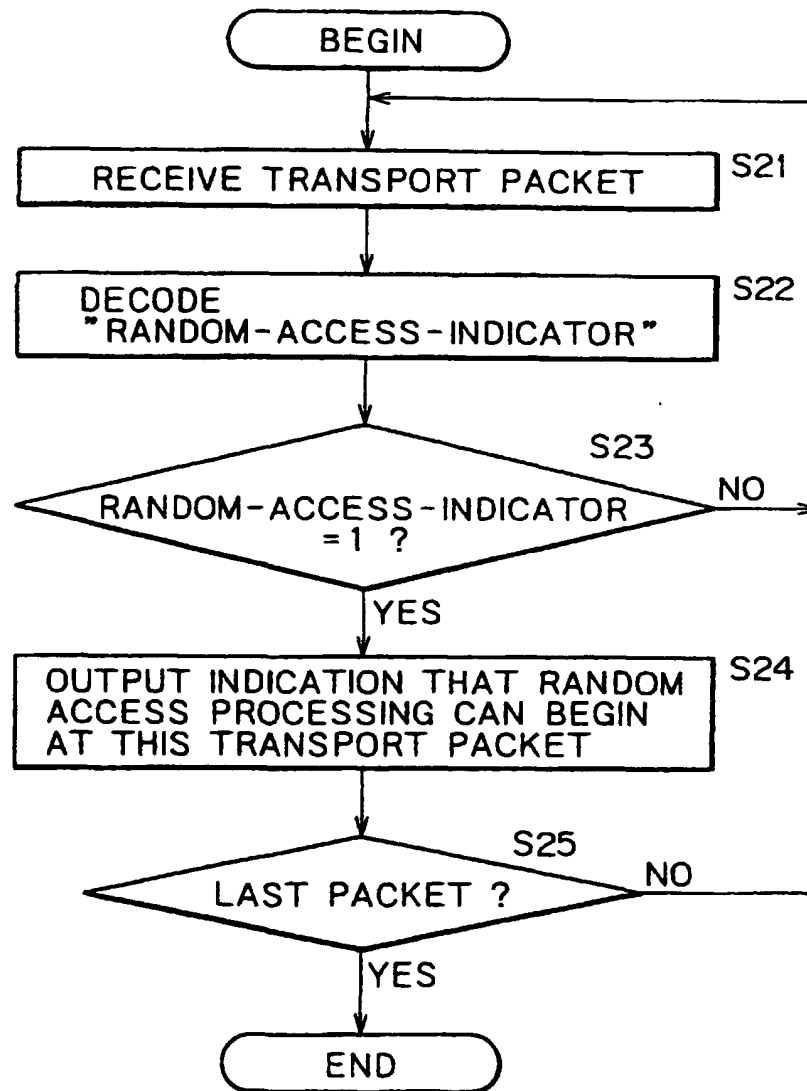 BEGIN
RECEIVE TRANSPORT PACKET
S21
DECODE
"RANDOM-ACCESS-INDICATOR"
S22
S23
RANDOM-ACCESS-INDICATOR
=1 ?
NO
YES
OUTPUT INDICATION THAT RANDOM
ACCESS PROCESSING CAN BEGIN
AT THIS TRANSPORT PACKET
S24
S25
LAST PACKET ?
NO
YES
END